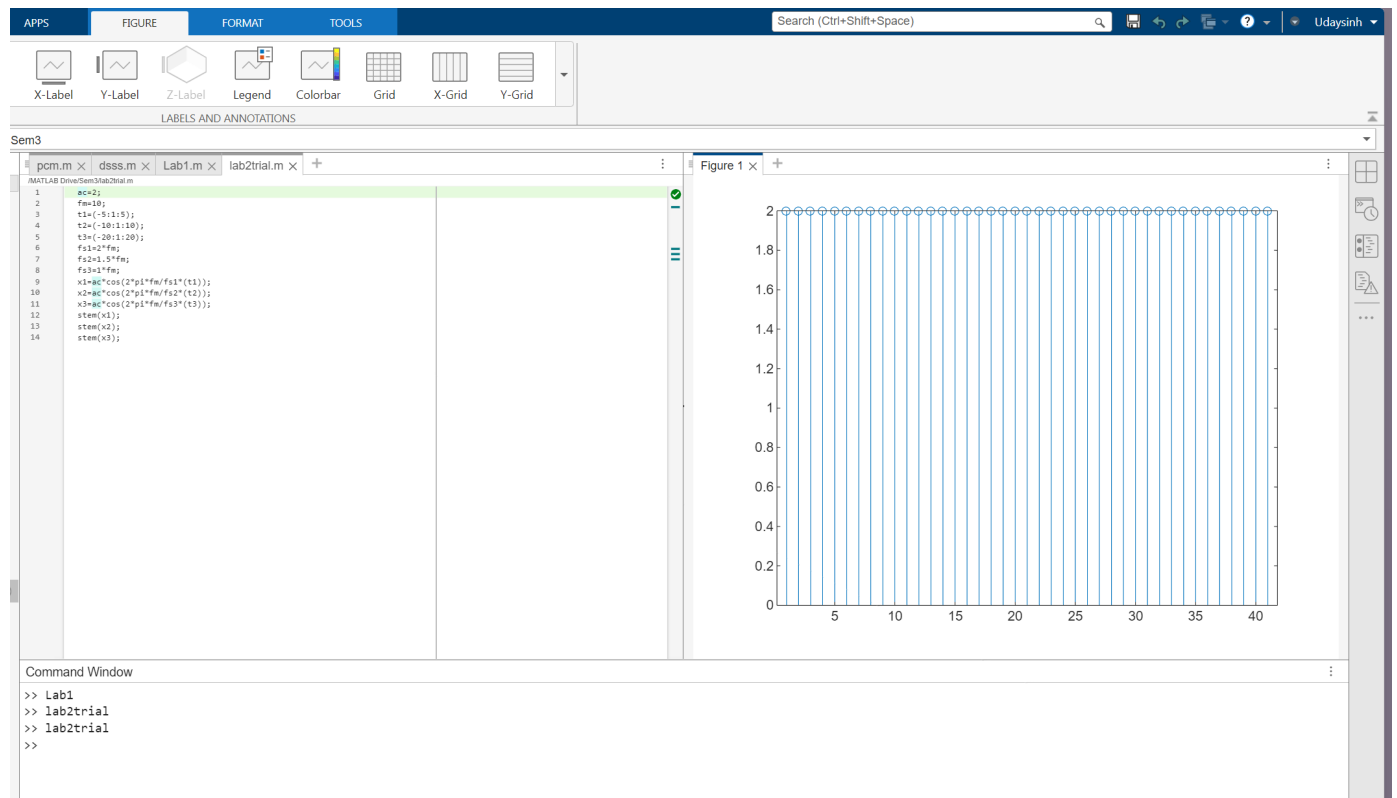 APPS FIGURE FORMAT TOOLS Search (Ctrl+Shift+Space) ? Udaysinh
X-Label Y-Label Z-Label Legend Colorbar Grid X-Grid Y-Grid
LABELS AND ANNOTATIONS
Sem3
pcm.m × dsss.m × Lab1.m × lab2trial.m × +
/MATLAB Drive/Sem3/lab2trial.m
1 ac=2;
2 fm=10;
3 t1=(-5:1:5);
4 t2=(-10:1:10);
5 t3=(-20:1:20);
6 fs1=2*fm;
7 fs2=1.5*fm;
8 fs3=1*fm;
9 x1=ac*cos(2*pi*fm/fs1*(t1));
10 x2=ac*cos(2*pi*fm/fs2*(t2));
11 x3=ac*cos(2*pi*fm/fs3*(t3));
12 stem(x1);
13 stem(x2);
14 stem(x3);
Figure 1 × +
2
1.8
1.6
1.4
1.2
1
0.8
0.6
0.4
0.2
0
5 10 15 20 25 30 35 40
Command Window
>> Lab1
>> lab2trial
>> lab2trial
>>